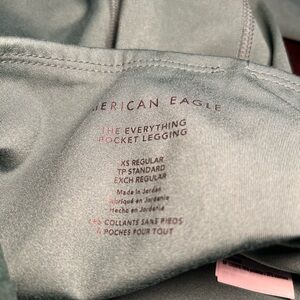 AMERICAN EAGLE
THE EVERYTHING
POCKET LEGGING
XS REGULAR
TP STANDARD
EXCH REGULAR
Made in Jordan
Fabriqué en Jordanie
Hecho en Jordania
COLLANTS SANS PIEDS
À POCHES POUR TOUT